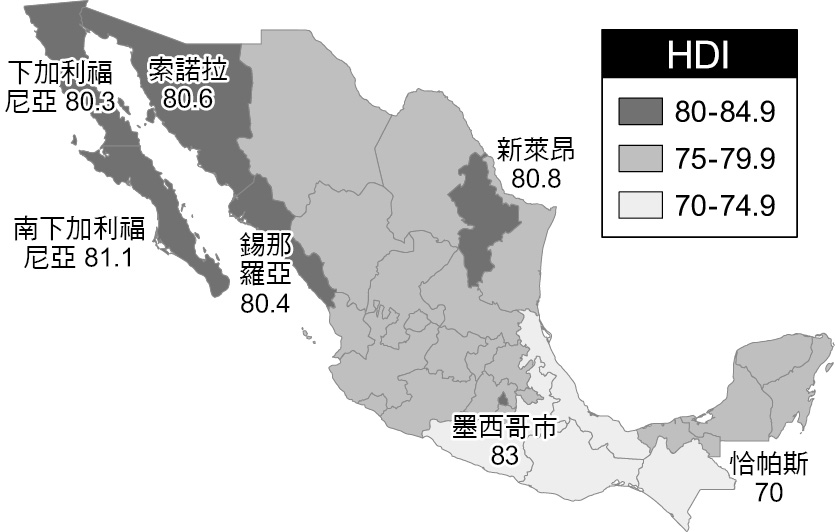 HDI
80-84.9
75-79.9
70-74.9
下加利福
尼亞 80.3
索諾拉
80.6
新萊昂
80.8
南下加利福
尼亞 81.1
錫那
羅亞
80.4
墨西哥市
83
恰帕斯
70